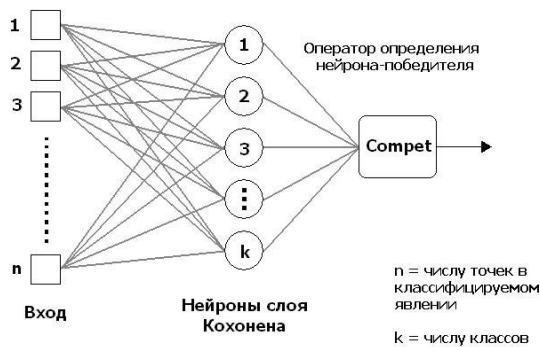 1
2
3
n
Вход
1
2
3
k
Нейроны слоя
Кохонена
Оператор определения
нейрона-победителя
Compet
n = числу точек в
классифицируемом
явлении
k = числу классов